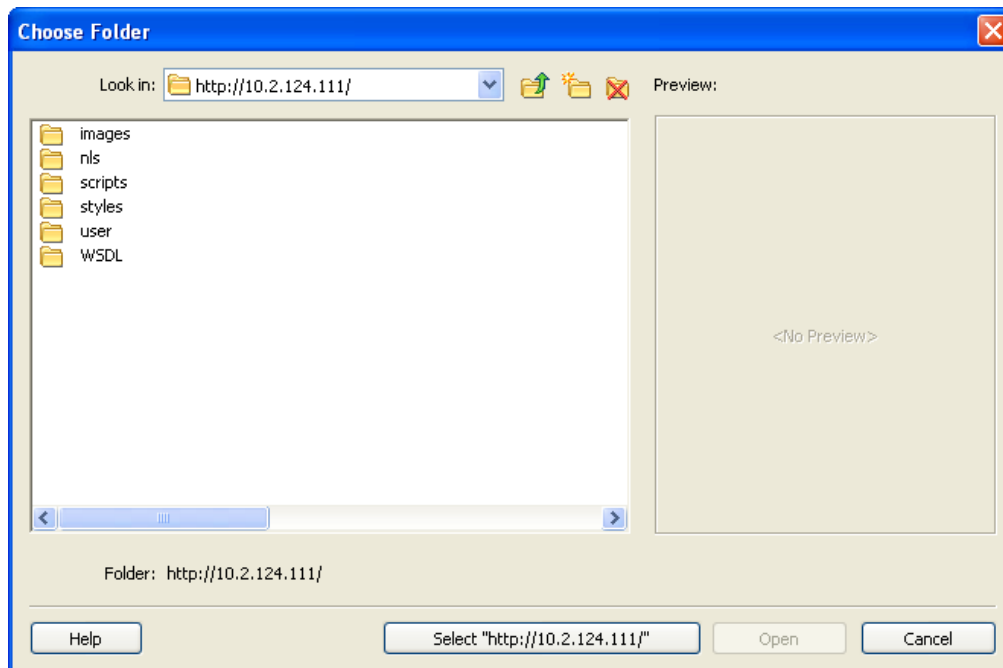 Choose Folder
Look in: http://10.2.124.111/
Preview:
images
nls
scripts
styles
user
WSDL
<No Preview>
Folder: http://10.2.124.111/
Help Select "http://10.2.124.111/" Open Cancel